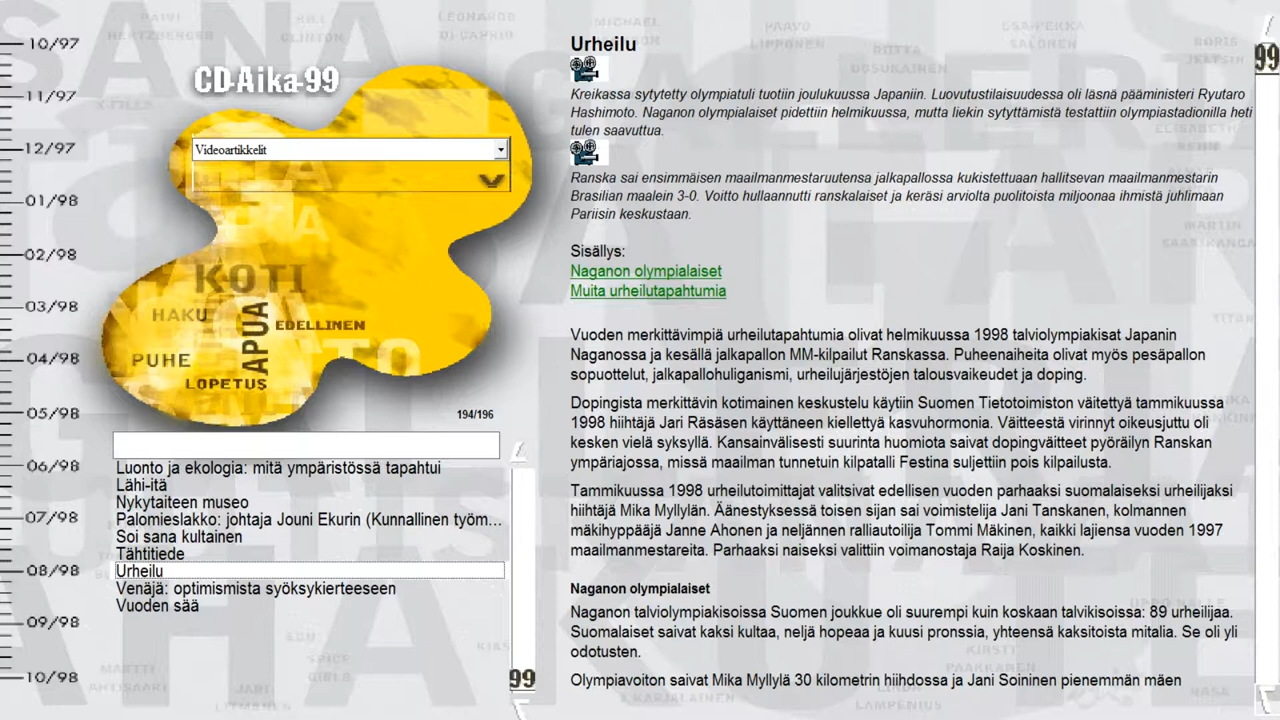 10/97
11/97
12/97
01/98
02/98
03/98
04/98
05/98
06/98
07/98
08/98
09/98
10/98
CD-Aika-99
Videoartikkelit
KOTI
HAKU
APUA
EDELLINEN
PUHE
LOPETUS
194/196
Luonto ja ekologia: mitä ympäristössä tapahtui
Lähi-itä
Nykytaiteen museo
Palomieslakko: johtaja Jouni Ekurin (Kunnallinen työm...
Soi sana kultainen
Tähtitiede
Urheilu
Venäjä: optimismista syöksykierteeseen
Vuoden sää
99
Urheilu
Kreikassa sytytetty olympiatuli tuotiin joulukuussa Japaniin. Luovutustilaisuudessa oli läsnä pääministeri Ryutaro
Hashimoto. Naganon olympialaiset pidettiin helmikuussa, mutta liekin sytyttämistä testattiin olympiastadionilla heti
tulen saavuttua.
Ranska sai ensimmäisen maailmanmestaruutensa jalkapallossa kukistettuaan hallitsevan maailmanmestarin
Brasilian maalein 3-0. Voitto hullaannutti ranskalaiset ja keräsi arviolta puolitoista miljoonaa ihmistä juhlimaan
Pariisin keskustaan.
Sisällys:
Naganon olympialaiset
Muita urheilutapahtumia
Vuoden merkittävimpiä urheilutapahtumia olivat helmikuussa 1998 talviolympiakisat Japanin
Naganossa ja kesällä jalkapallon MM-kilpailut Ranskassa. Puheenaiheita olivat myös pesäpallon
sopuottelut, jalkapallohuliganismi, urheilujärjestöjen talousvaikeudet ja doping.
Dopingista merkittävin kotimainen keskustelu käytiin Suomen Tietotoimiston väitettyä tammikuussa
1998 hiihtäjä Jari Räsäsen käyttäneen kiellettyä kasvuhormonia. Väitteestä virinnyt oikeusjuttu oli
kesken vielä syksyllä. Kansainvälisesti suurinta huomiota saivat dopingväitteet pyöräilyn Ranskan
ympäriajossa, missä maailman tunnetuin kilpatalli Festina suljettiin pois kilpailusta.
Tammikuussa 1998 urheilutoimittajat valitsivat edellisen vuoden parhaaksi suomalaiseksi urheilijaksi
hiihtäjä Mika Myllylän. Äänestyksessä toisen sijan sai voimistelija Jani Tanskanen, kolmannen
mäkihyppääjä Janne Ahonen ja neljännen ralliautoilija Tommi Mäkinen, kaikki lajiensa vuoden 1997
maailmanmestareita. Parhaaksi naiseksi valittiin voimanostaja Raija Koskinen.
Naganon olympialaiset
Naganon talviolympiakisoissa Suomen joukkue oli suurempi kuin koskaan talvikisoissa: 89 urheilijaa.
Suomalaiset saivat kaksi kultaa, neljä hopeaa ja kuusi pronssia, yhteensä kaksitoista mitalia. Se oli yli
odotusten.
Olympiavoiton saivat Mika Myllylä 30 kilometrin hiihdossa ja Jani Soininen pienemmän mäen
99